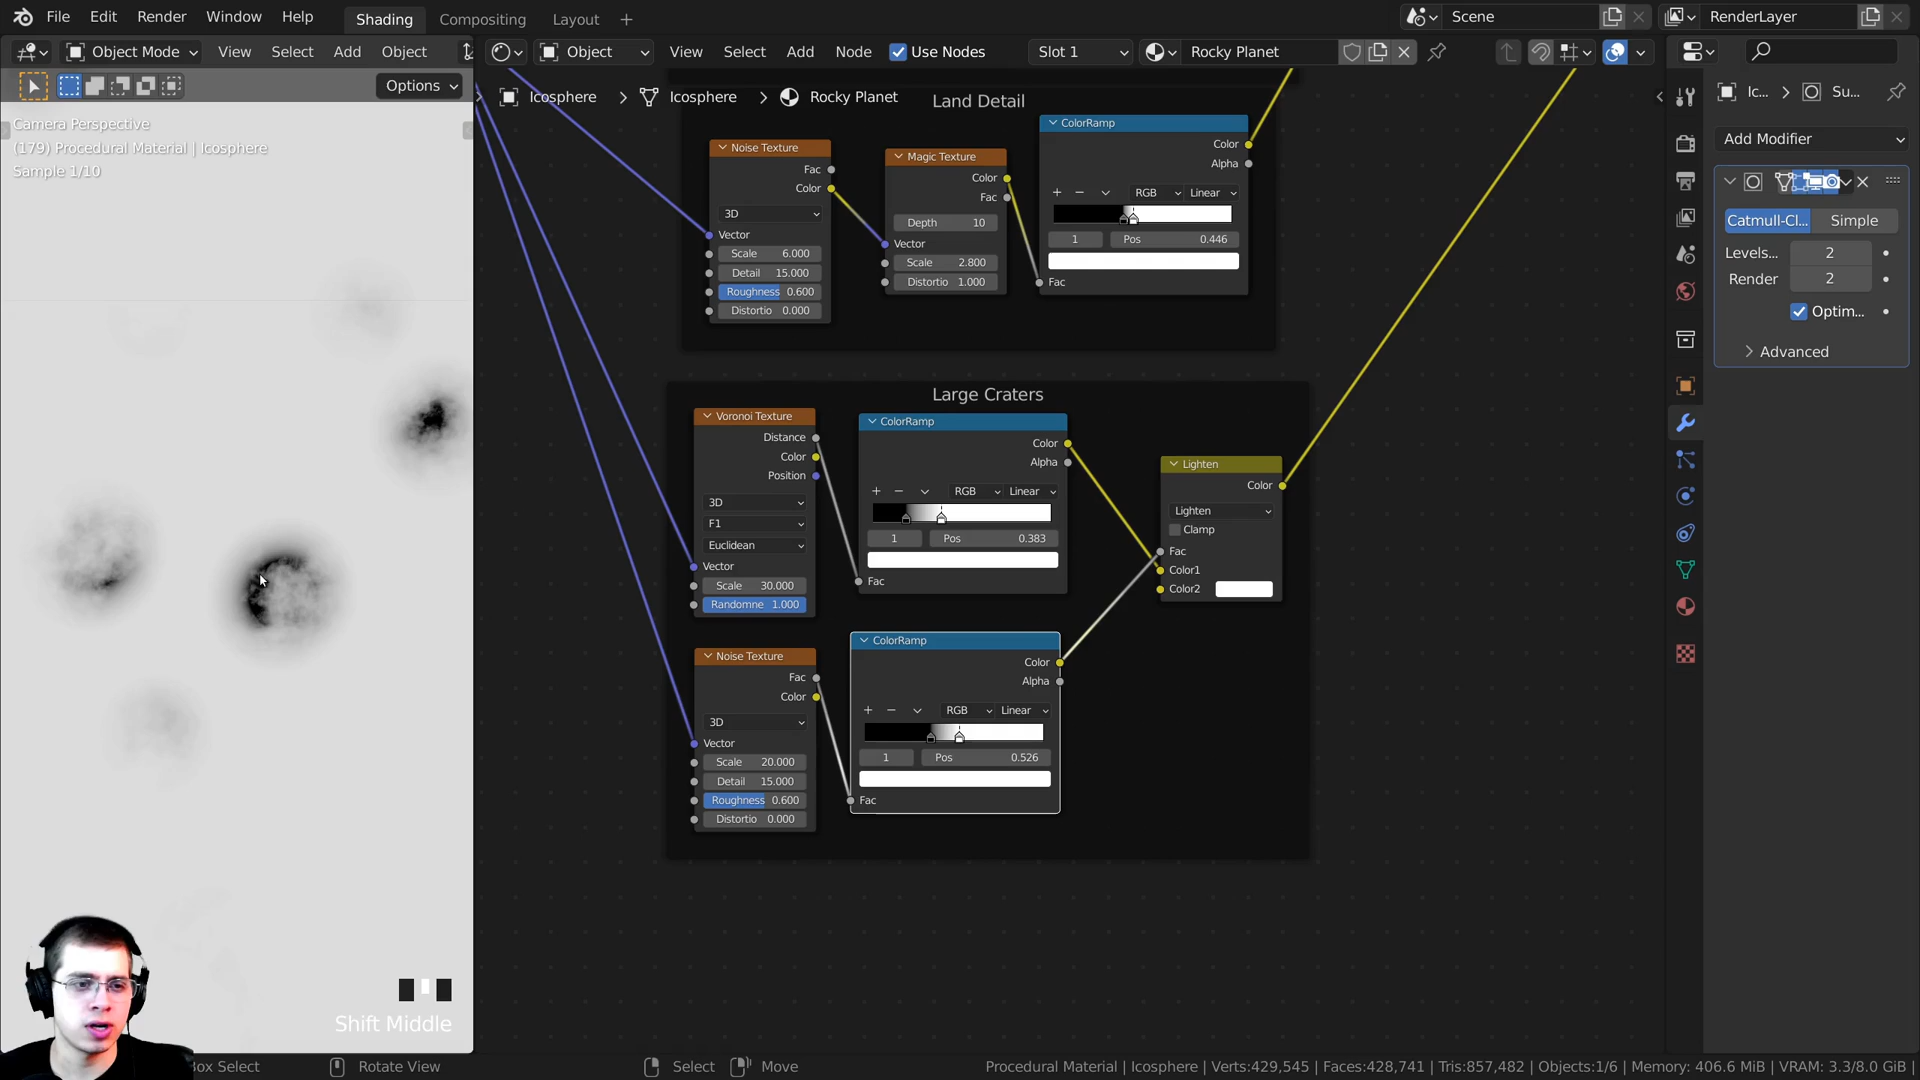 File Edit Render Window Help Shading Compositing Layout + Scene RenderLayer
Object Mode View Select Add Object Object View Select Add Node Use Nodes Slot 1 Rocky Planet
Options
Icosphere > Icosphere > Rocky Planet
Ic... > Su...
Camera Perspective
(179) Procedural Material | Icosphere
Sample 1/10
Land Detail
Noise Texture
Fac
Color
3D
Vector
Scale 6.000
Detail 15.000
Roughness 0.600
Distortio 0.000
Magic Texture
Color
Fac
Depth 10
Vector
Scale 2.800
Distortio 1.000
ColorRamp
Color
Alpha
+ − RGB Linear
1 Pos 0.446
Fac
Large Craters
Voronoi Texture
Distance
Color
Position
3D
F1
Euclidean
Vector
Scale 30.000
Randomne 1.000
ColorRamp
Color
Alpha
+ − RGB Linear
1 Pos 0.383
Fac
Lighten
Color
Lighten
Clamp
Fac
Color1
Color2
Noise Texture
Fac
Color
3D
Vector
Scale 20.000
Detail 15.000
Roughness 0.600
Distortio 0.000
ColorRamp
Color
Alpha
+ − RGB Linear
1 Pos 0.526
Fac
Add Modifier
Catmull-Cl... Simple
Levels... 2
Render 2
Optim...
Advanced
Shift Middle
Box Select Rotate View Select Move Procedural Material | Icosphere | Verts:429,545 | Faces:428,741 | Tris:857,482 | Objects:1/6 | Memory: 406.6 MiB | VRAM: 3.3/8.0 GiB